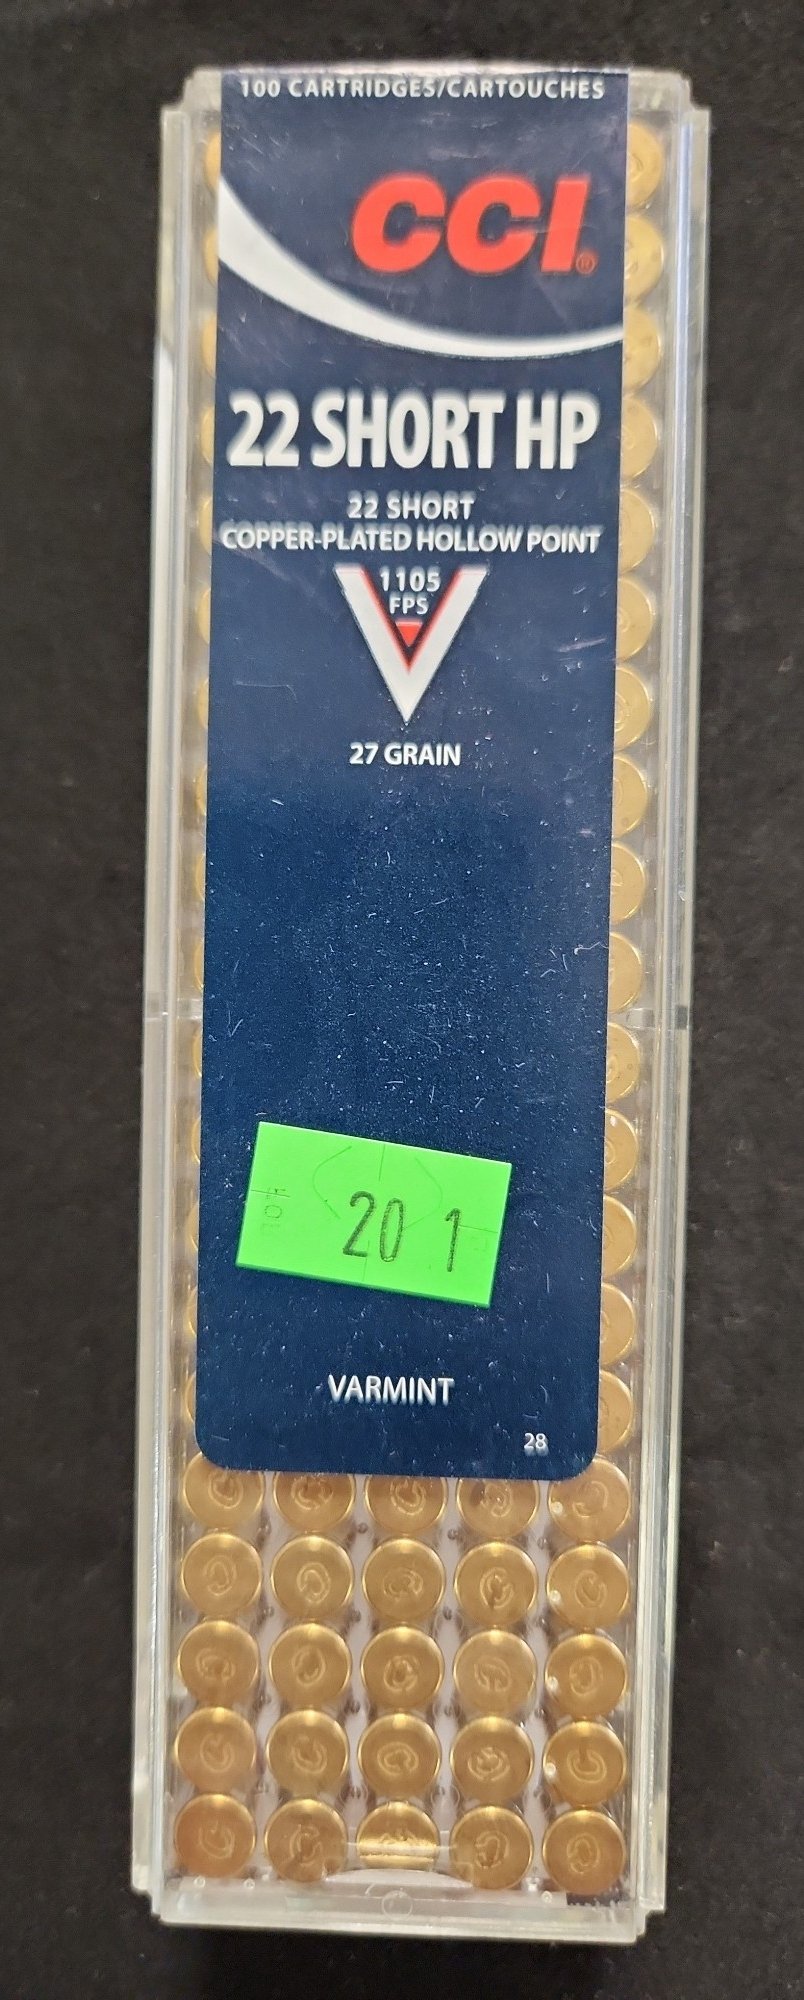 100 CARTRIDGES/CARTOUCHES
CCI®
22 SHORT HP
22 SHORT
COPPER-PLATED HOLLOW POINT
1105
FPS
27 GRAIN
20 1
VARMINT
28